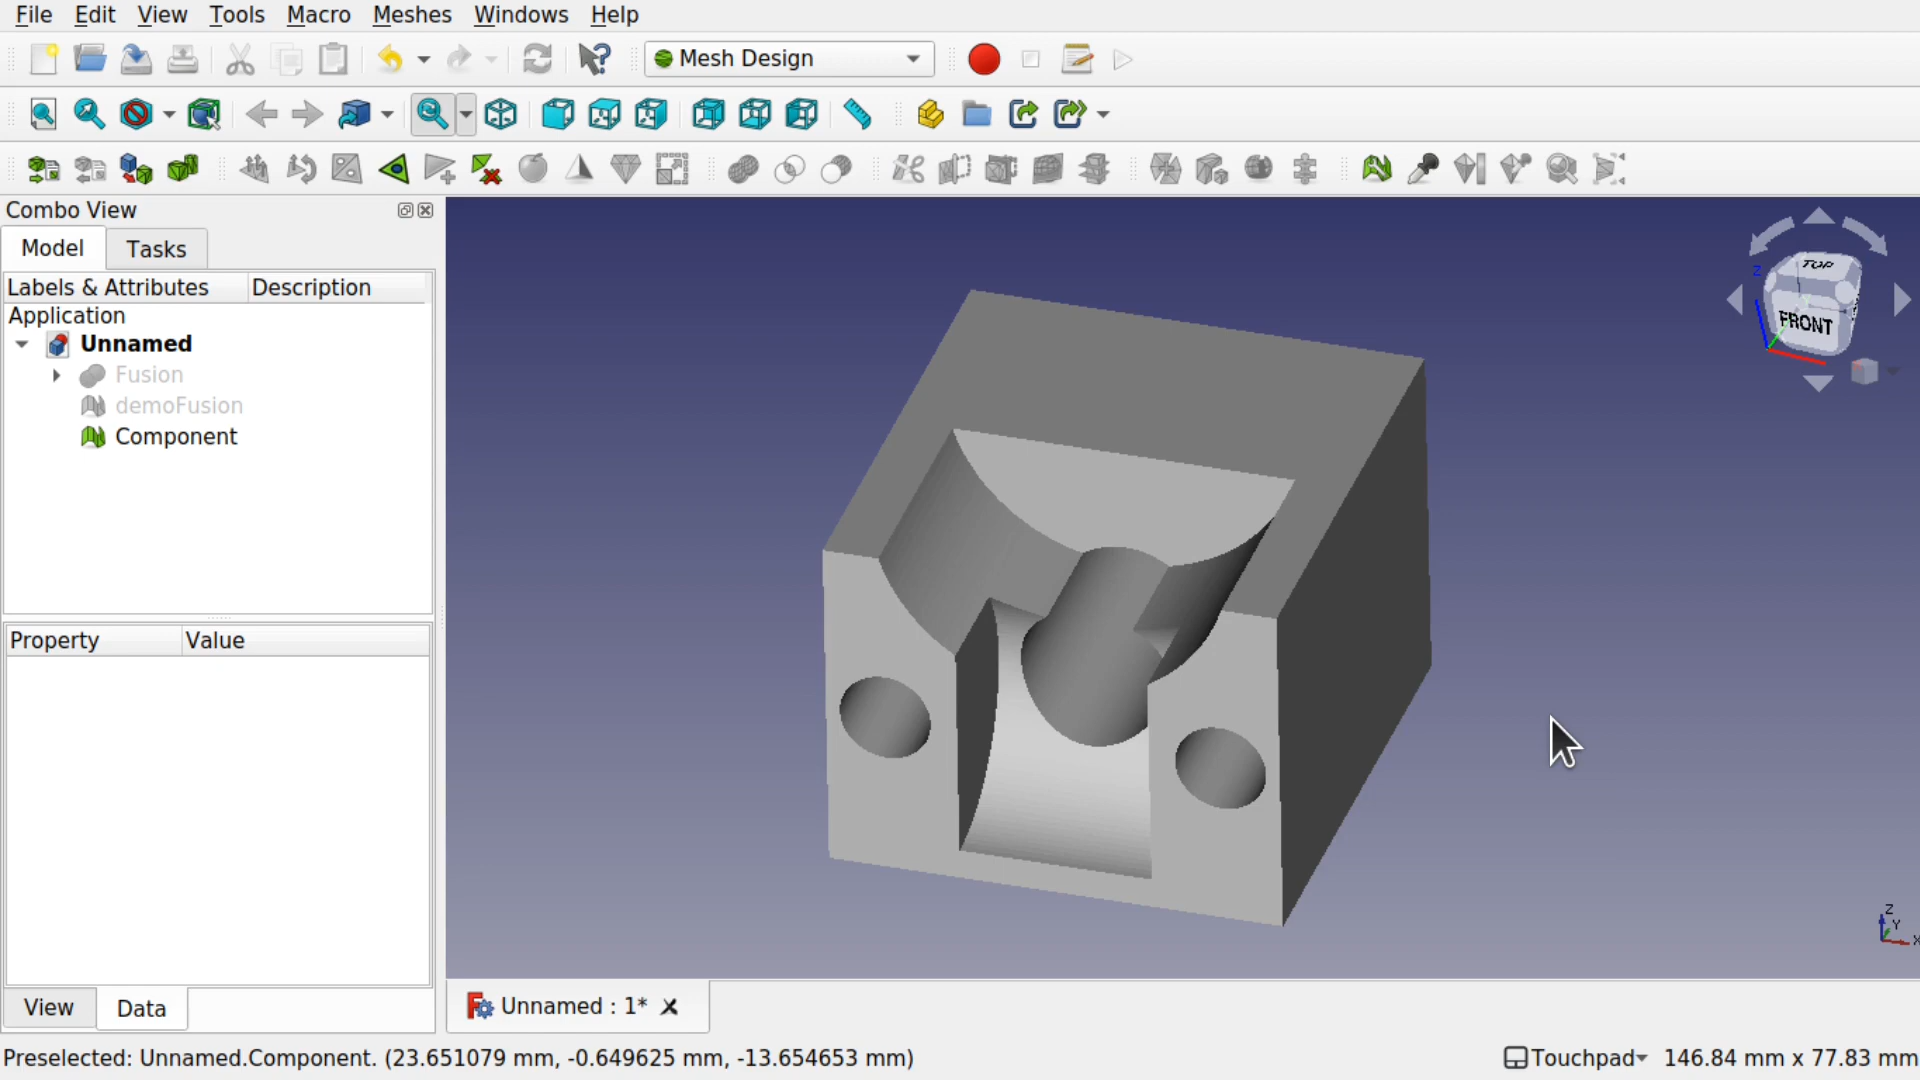 File Edit View Tools Macro Meshes Windows Help
Mesh Design
Combo View
Model Tasks
Labels & Attributes Description
Application
Unnamed
Fusion
demoFusion
Component
Property Value
View Data
TOP
FRONT
Z
Z
Y
X
Unnamed : 1*
Preselected: Unnamed.Component. (23.651079 mm, -0.649625 mm, -13.654653 mm)
Touchpad 146.84 mm x 77.83 mm